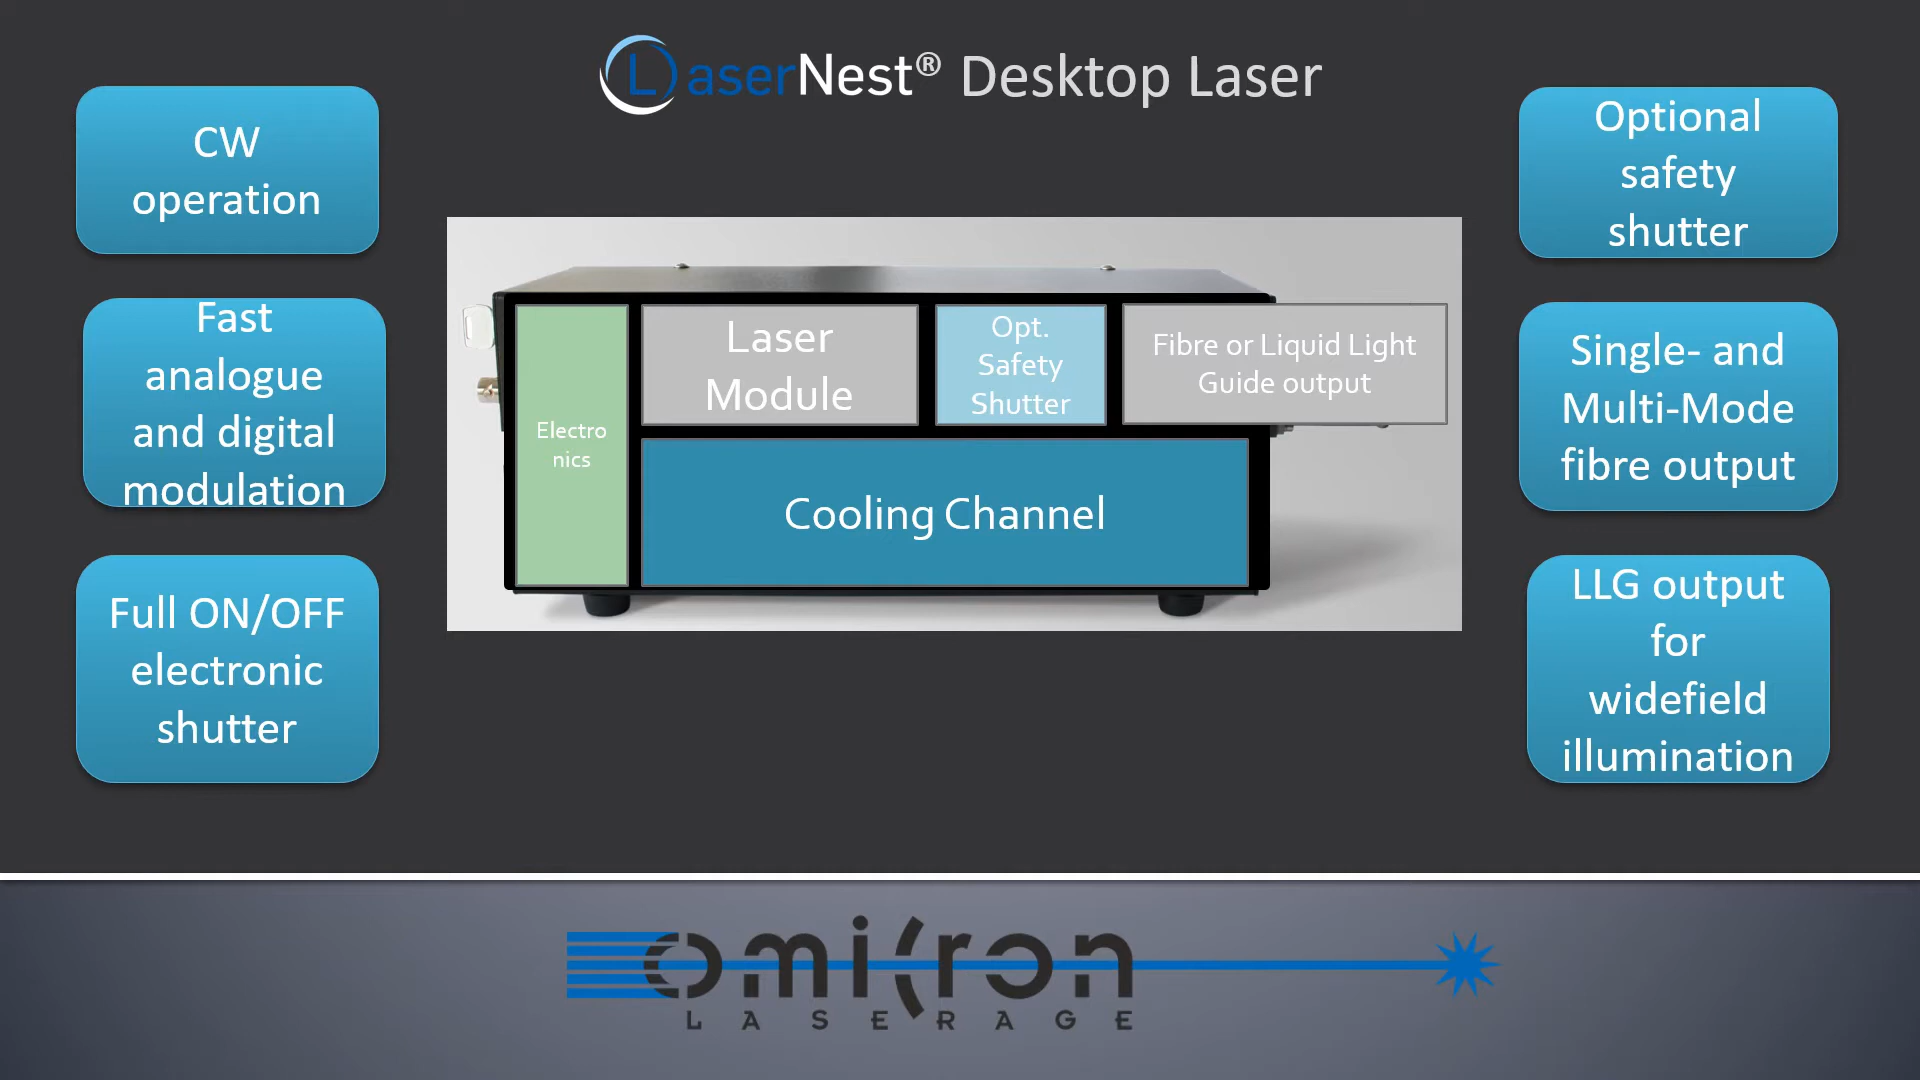 LaserNest® Desktop Laser
CW
operation
Fast
analogue
and digital
modulation
Full ON/OFF
electronic
shutter
Electro
nics
Laser
Module
Opt.
Safety
Shutter
Fibre or Liquid Light
Guide output
Cooling Channel
Optional
safety
shutter
Single- and
Multi-Mode
fibre output
LLG output
for
widefield
illumination
omicron
LASERAGE